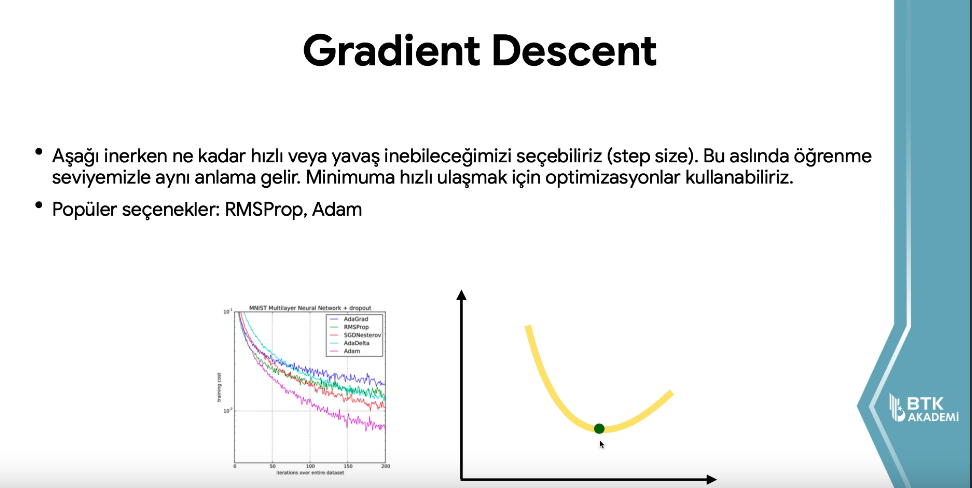 Gradient Descent
• Aşağı inerken ne kadar hızlı veya yavaş inebileceğimizi seçebiliriz (step size). Bu aslında öğrenme
seviyemizle aynı anlama gelir. Minimuma hızlı ulaşmak için optimizasyonlar kullanabiliriz.
• Popüler seçenekler: RMSProp, Adam
MNIST Multilayer Neural Network + dropout
AdaGrad
RMSProp
SGDNesterov
AdaDelta
Adam
10⁻¹
10⁻²
training cost
0 50 100 150 200
iterations over entire dataset
BTK
AKADEMİ